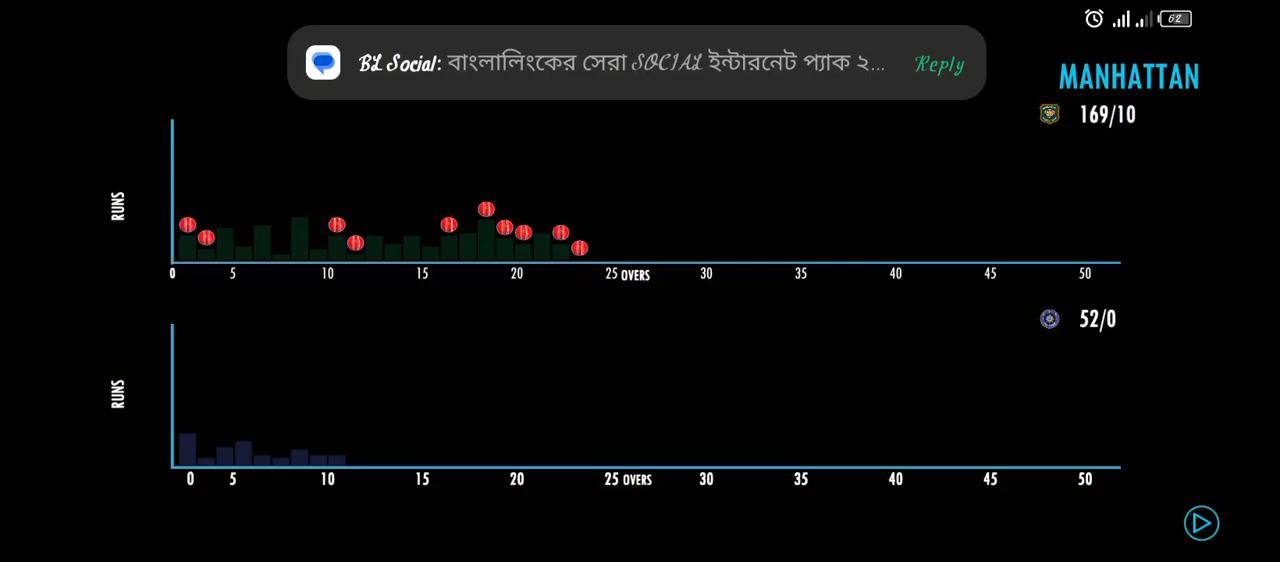 62
BL Social: বাংলালিংকের সেরা SOCIAL ইন্টারনেট প্যাক ২... Reply
MANHATTAN
169/10
RUNS
0 5 10 15 20 25 OVERS 30 35 40 45 50
52/0
RUNS
0 5 10 15 20 25 OVERS 30 35 40 45 50